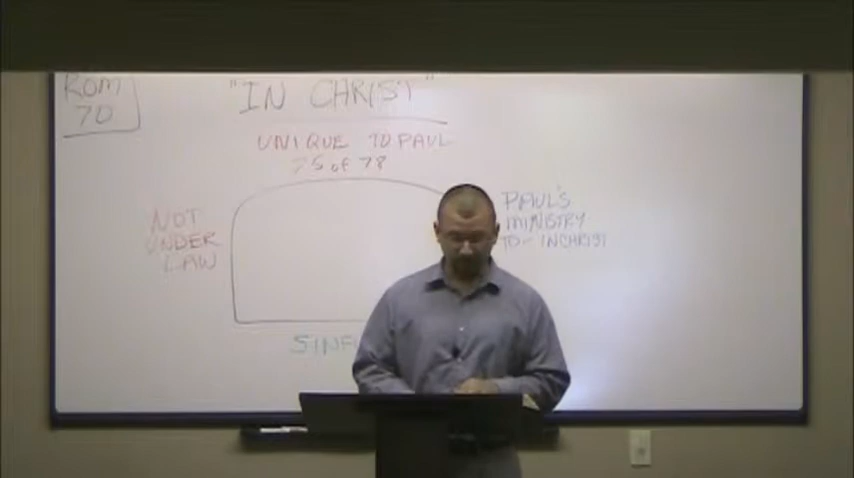 ROM
70
"IN CHRIST"
UNIQUE TO PAUL
75 of 78
NOT
UNDER
LAW
PAUL'S
MINISTRY
TO - IN CHRIST